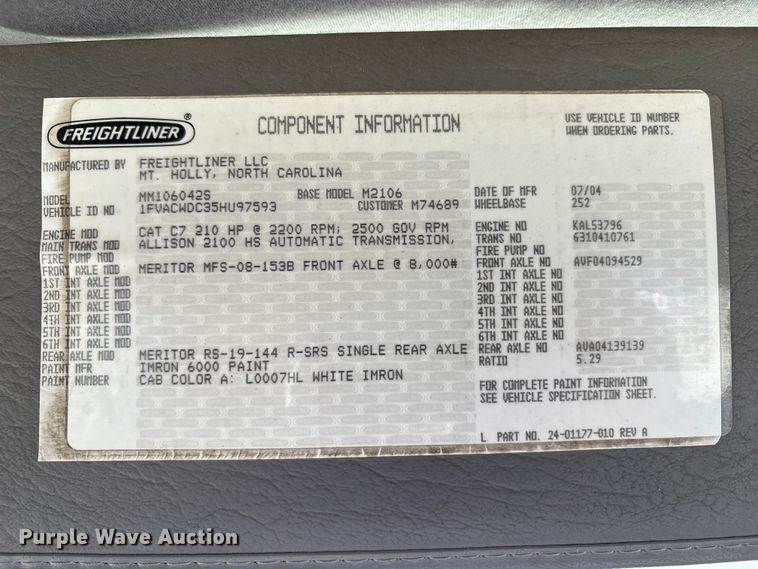 FREIGHTLINER ®
COMPONENT INFORMATION
USE VEHICLE ID NUMBER
WHEN ORDERING PARTS.
MANUFACTURED BY FREIGHTLINER LLC
MT. HOLLY, NORTH CAROLINA
MODEL MM106042S BASE MODEL M2106 DATE OF MFR 07/04
VEHICLE ID NO 1FVACWDC35HU97593 CUSTOMER M74689 WHEELBASE 252
ENGINE MOD CAT C7 210 HP @ 2200 RPM; 2500 GOV RPM ENGINE NO KAL53796
MAIN TRANS MOD ALLISON 2100 HS AUTOMATIC TRANSMISSION, TRANS NO 6310410761
FIRE PUMP MOD FIRE PUMP NO
FRONT AXLE MOD MERITOR MFS-08-153B FRONT AXLE @ 8,000# FRONT AXLE NO AVF04094529
1ST INT AXLE MOD 1ST INT AXLE NO
2ND INT AXLE MOD 2ND INT AXLE NO
3RD INT AXLE MOD 3RD INT AXLE NO
4TH INT AXLE MOD 4TH INT AXLE NO
5TH INT AXLE MOD 5TH INT AXLE NO
6TH INT AXLE MOD 6TH INT AXLE NO
REAR AXLE MOD MERITOR RS-19-144 R-SRS SINGLE REAR AXLE REAR AXLE NO AVA04139139
PAINT MFR IMRON 6000 PAINT RATIO 5.29
PAINT NUMBER CAB COLOR A: L0007HL WHITE IMRON
FOR COMPLETE PAINT INFORMATION
SEE VEHICLE SPECIFICATION SHEET.
L PART NO. 24-01177-010 REV A
Purple Wave Auction